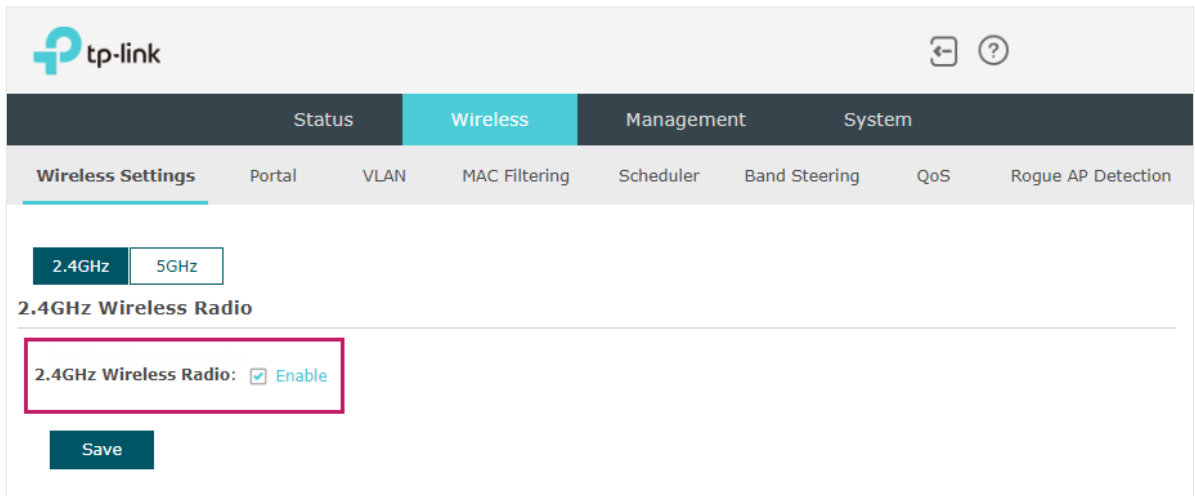 tp-link
Status Wireless Management System
Wireless Settings Portal VLAN MAC Filtering Scheduler Band Steering QoS Rogue AP Detection
2.4GHz 5GHz
2.4GHz Wireless Radio
2.4GHz Wireless Radio: Enable
Save